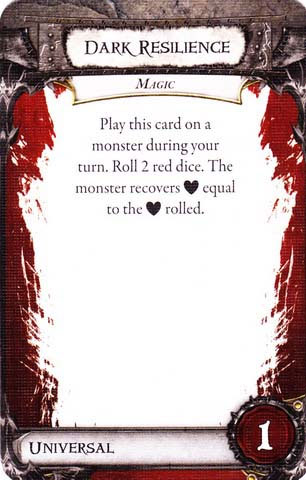 Dark Resilience
Magic
Play this card on a
monster during your
turn. Roll 2 red dice. The
monster recovers ♥ equal
to the ♥ rolled.
Universal
1